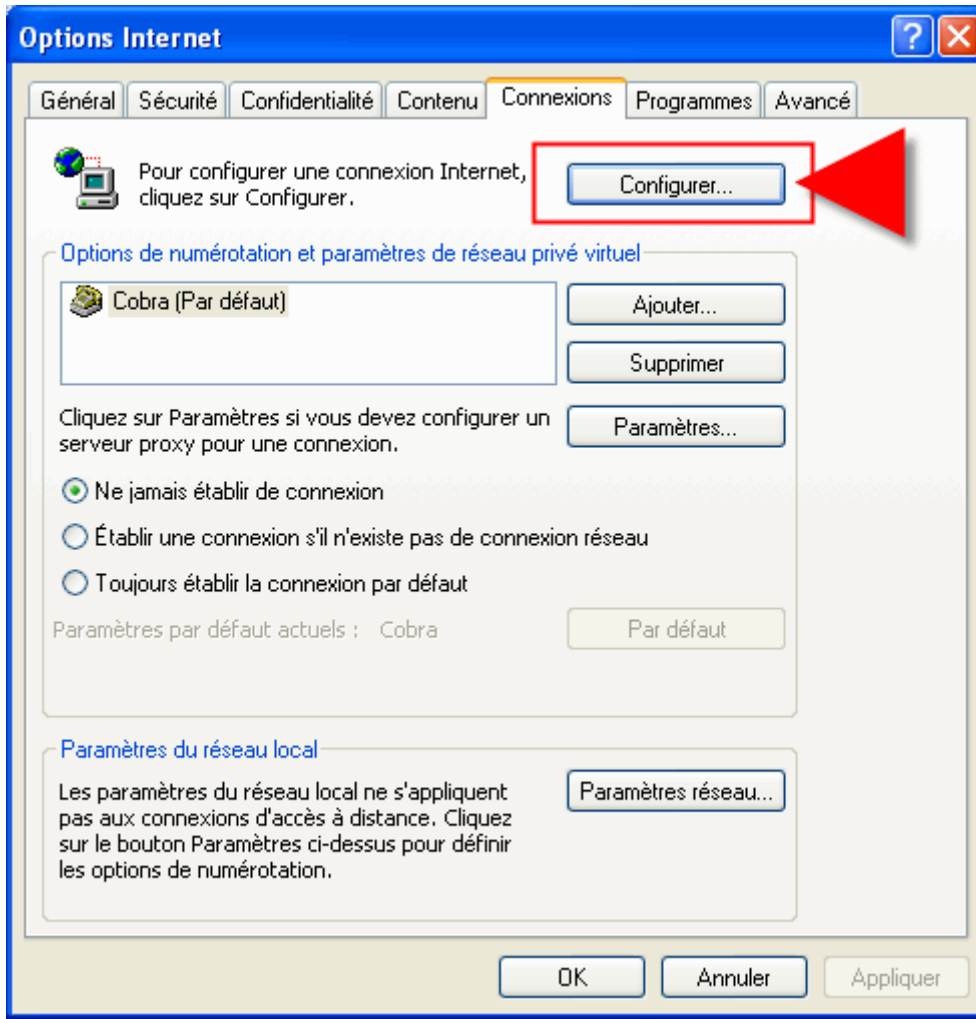 Options Internet
Général Sécurité Confidentialité Contenu Connexions Programmes Avancé
Pour configurer une connexion Internet,
cliquez sur Configurer.
Configurer...
Options de numérotation et paramètres de réseau privé virtuel
Cobra (Par défaut)
Ajouter...
Supprimer
Cliquez sur Paramètres si vous devez configurer un
serveur proxy pour une connexion.
Paramètres...
Ne jamais établir de connexion
Établir une connexion s'il n'existe pas de connexion réseau
Toujours établir la connexion par défaut
Paramètres par défaut actuels : Cobra
Par défaut
Paramètres du réseau local
Les paramètres du réseau local ne s'appliquent
pas aux connexions d'accès à distance. Cliquez
sur le bouton Paramètres ci-dessus pour définir
les options de numérotation.
Paramètres réseau...
OK Annuler Appliquer